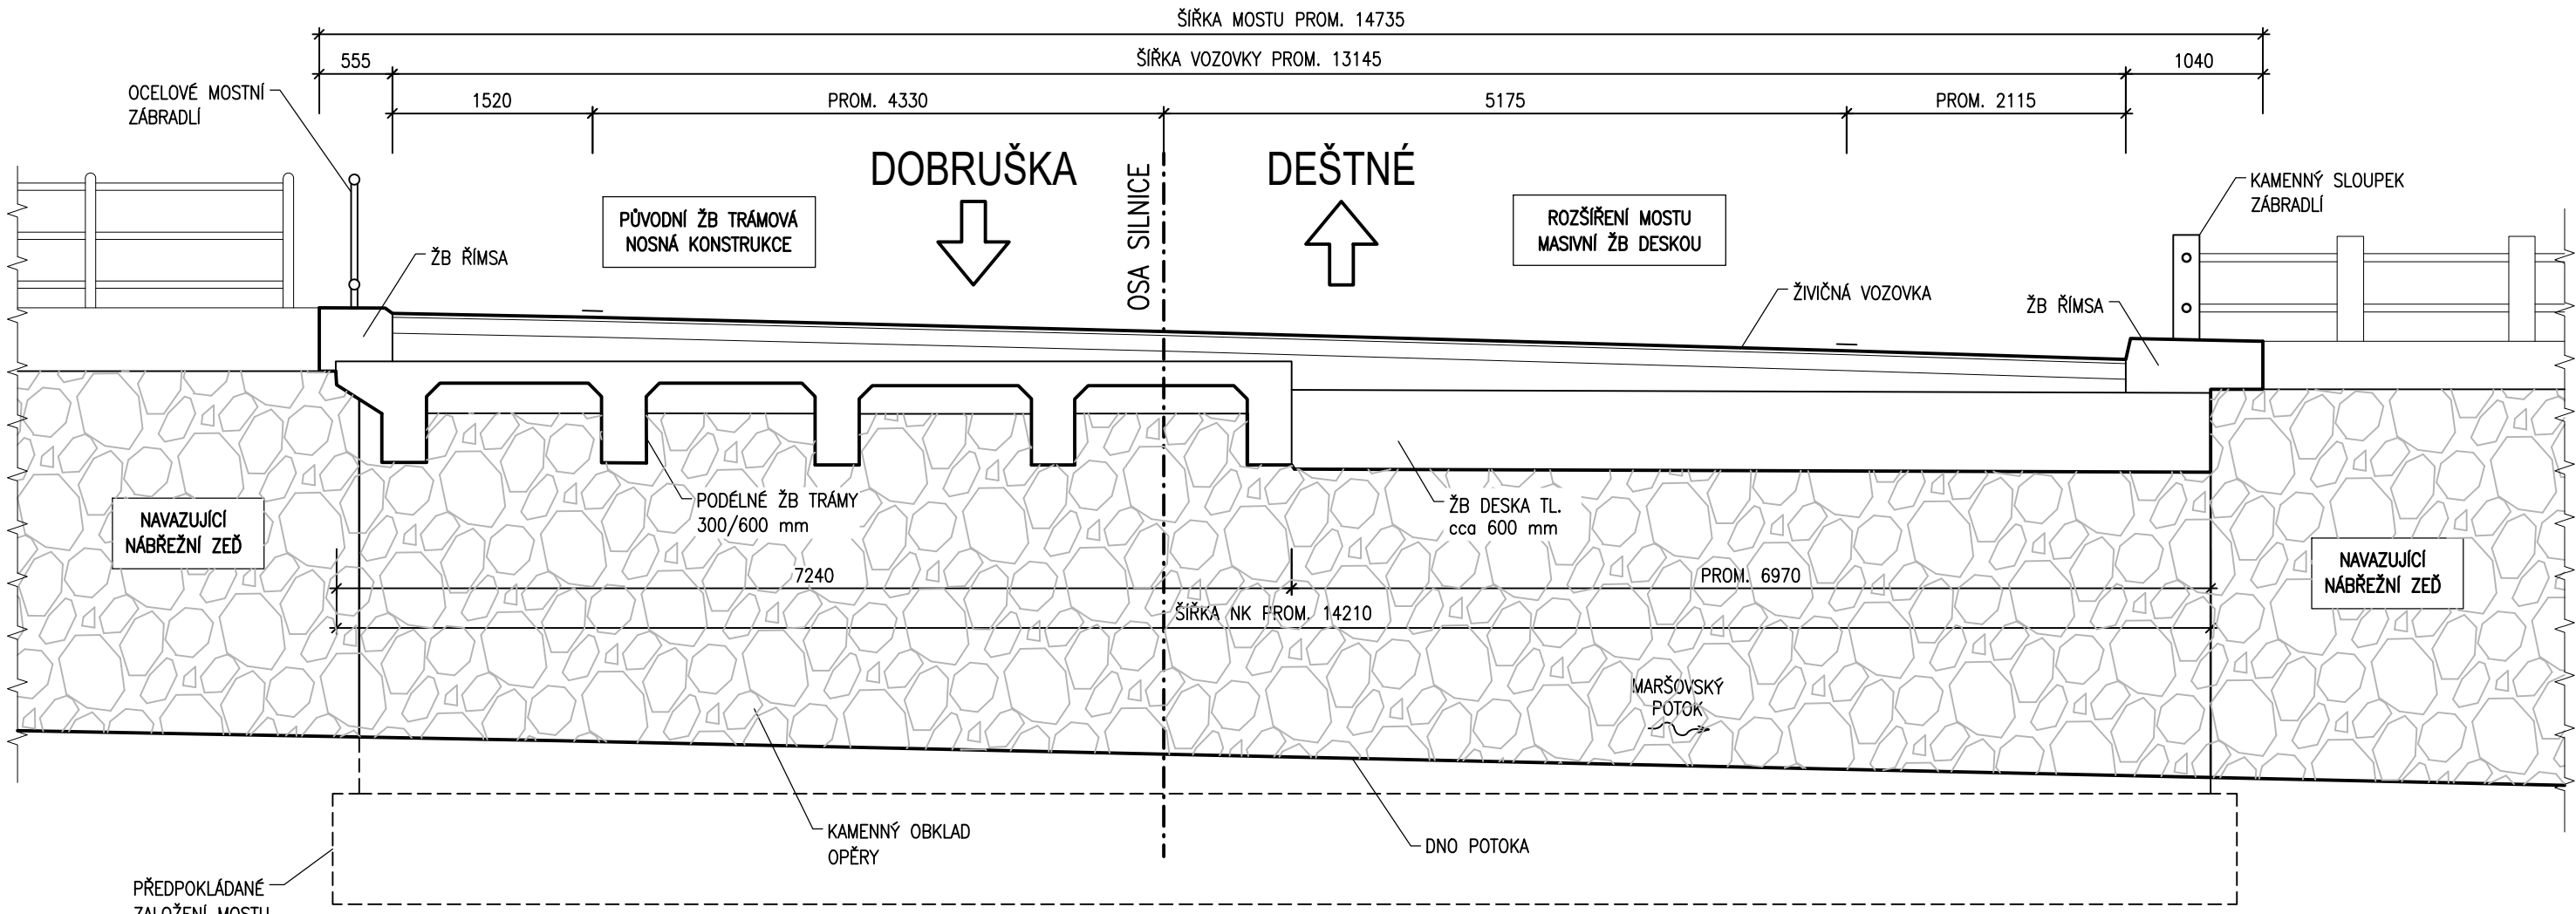 ŠÍŘKA MOSTU PROM. 14735
555
ŠÍŘKA VOZOVKY PROM. 13145
1040
1520
PROM. 4330
5175
PROM. 2115
OCELOVÉ MOSTNÍ
ZÁBRADLÍ
DOBRUŠKA
DEŠTNÉ
OSA SILNICE
KAMENNÝ SLOUPEK
ZÁBRADLÍ
PŮVODNÍ ŽB TRÁMOVÁ
NOSNÁ KONSTRUKCE
ROZŠÍŘENÍ MOSTU
MASIVNÍ ŽB DESKOU
ŽB ŘÍMSA
ŽIVIČNÁ VOZOVKA
ŽB ŘÍMSA
PODÉLNÉ ŽB TRÁMY
300/600 mm
ŽB DESKA TL.
cca 600 mm
NAVAZUJÍCÍ
NÁBŘEŽNÍ ZEĎ
NAVAZUJÍCÍ
NÁBŘEŽNÍ ZEĎ
7240
PROM. 6970
ŠÍŘKA NK PROM. 14210
MARŠOVSKÝ
POTOK
KAMENNÝ OBKLAD
OPĚRY
DNO POTOKA
PŘEDPOKLÁDANÉ
ZALOŽENÍ MOSTU